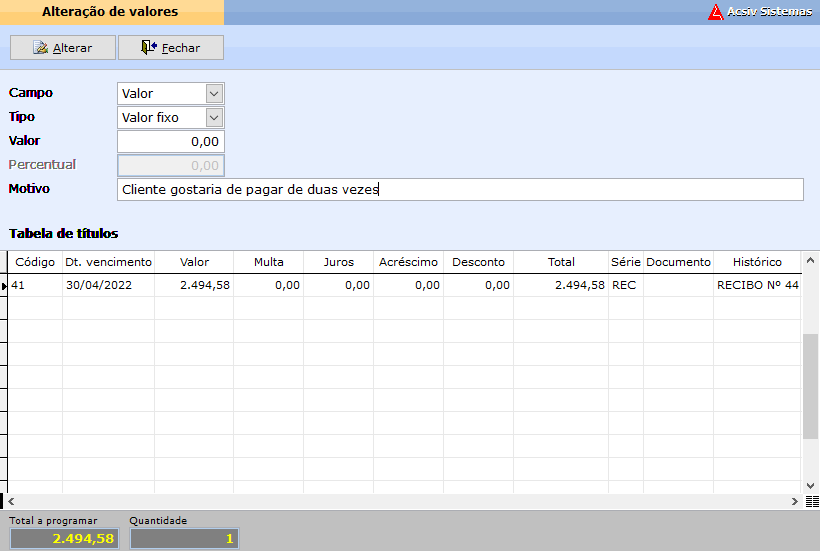 Alteração de valores
Acsiv Sistemas
Alterar Fechar
Campo Valor
Tipo Valor fixo
Valor 0,00
Percentual 0,00
Motivo Cliente gostaria de pagar de duas vezes
Tabela de títulos
Código Dt. vencimento Valor Multa Juros Acréscimo Desconto Total Série Documento Histórico
41 30/04/2022 2.494,58 0,00 0,00 0,00 0,00 2.494,58 REC RECIBO Nº 44
Total a programar Quantidade
2.494,58 1